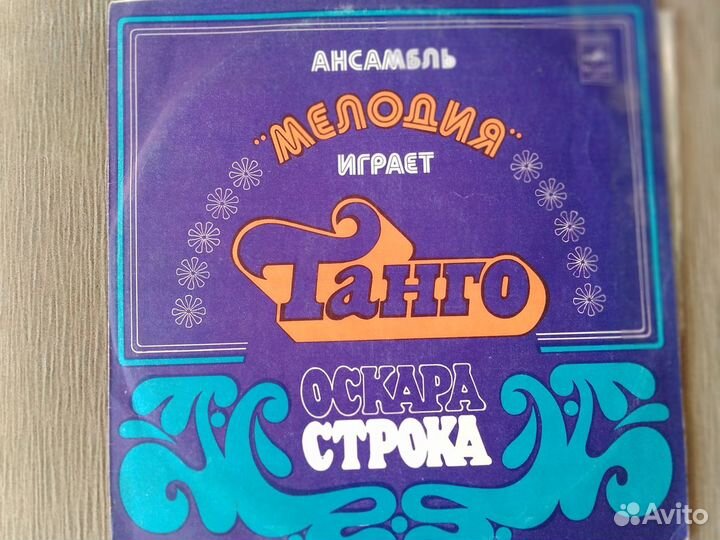 АНСАМБЛЬ
"МЕЛОДИЯ"
ИГРАЕТ
Танго
ОСКАРА
СТРОКА
Avito